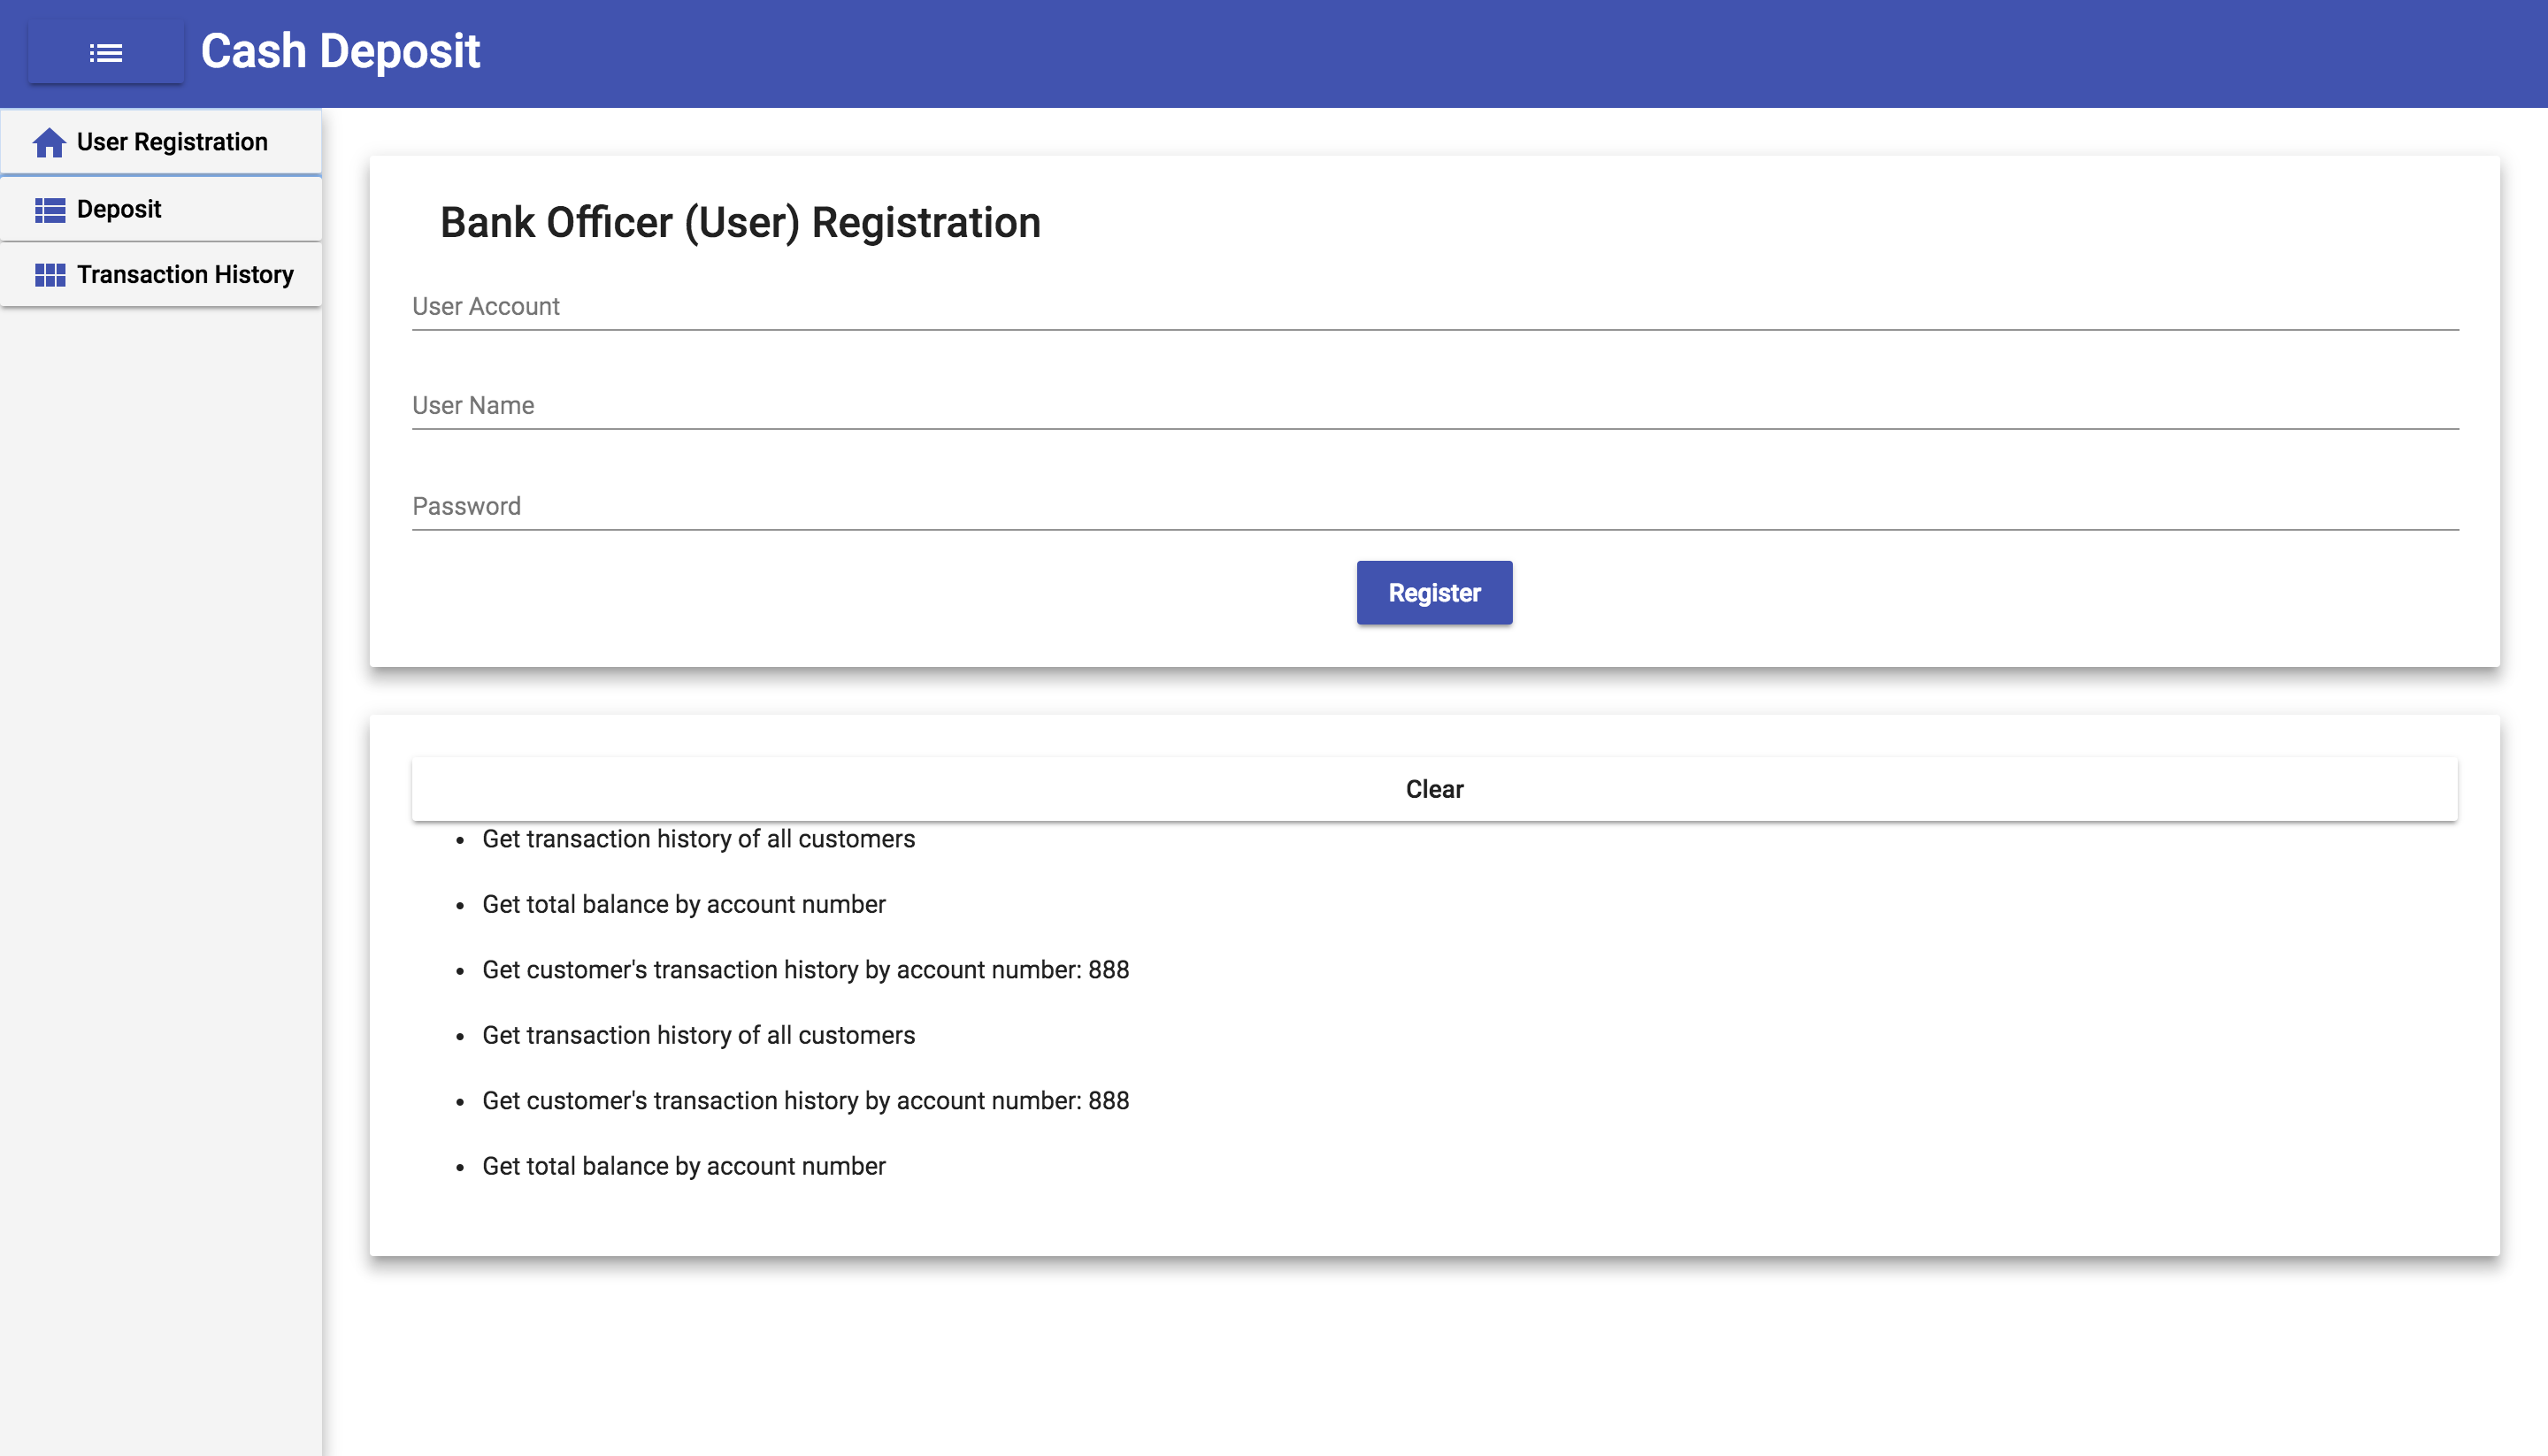 Cash Deposit
User Registration
Deposit
Transaction History
Bank Officer (User) Registration
User Account
User Name
Password
Register
Clear
Get transaction history of all customers
Get total balance by account number
Get customer's transaction history by account number: 888
Get transaction history of all customers
Get customer's transaction history by account number: 888
Get total balance by account number